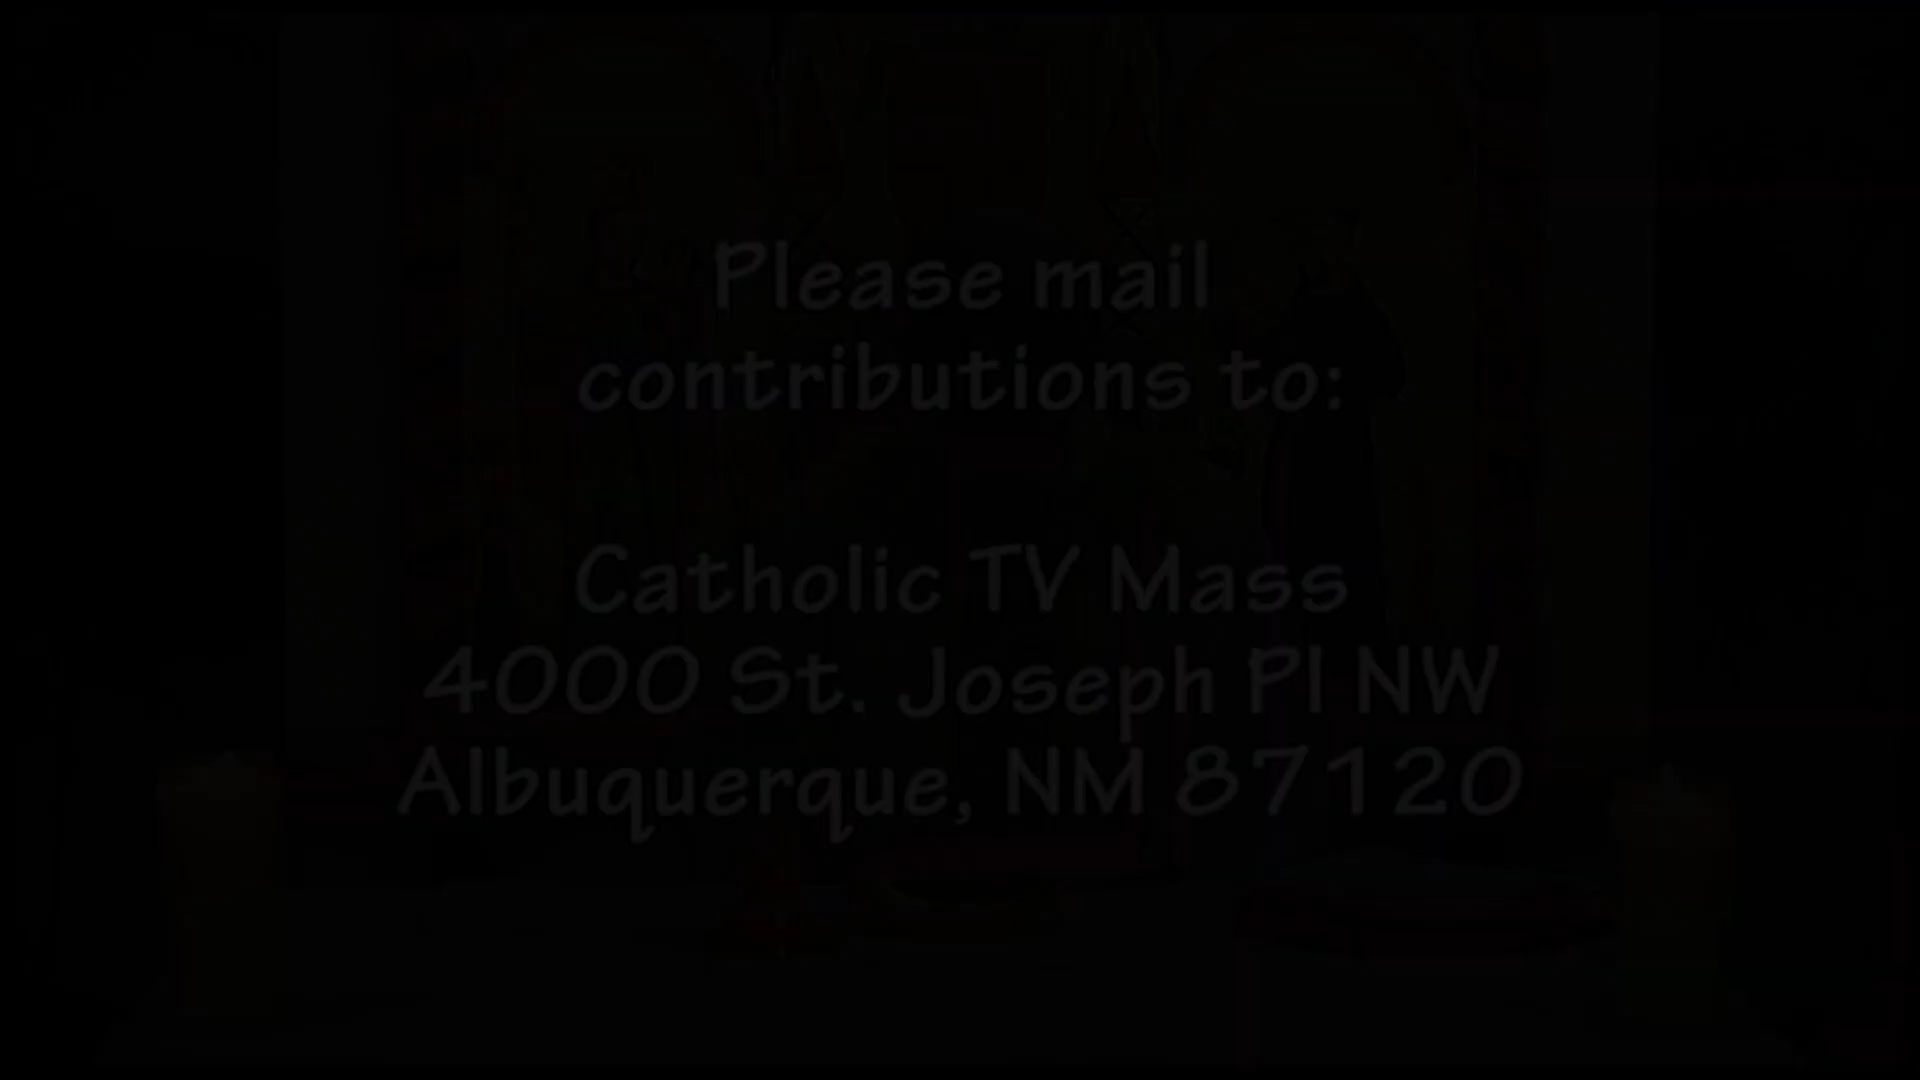 Please mail
contributions to:
Catholic TV Mass
4000 St. Joseph Pl NW
Albuquerque, NM 87120